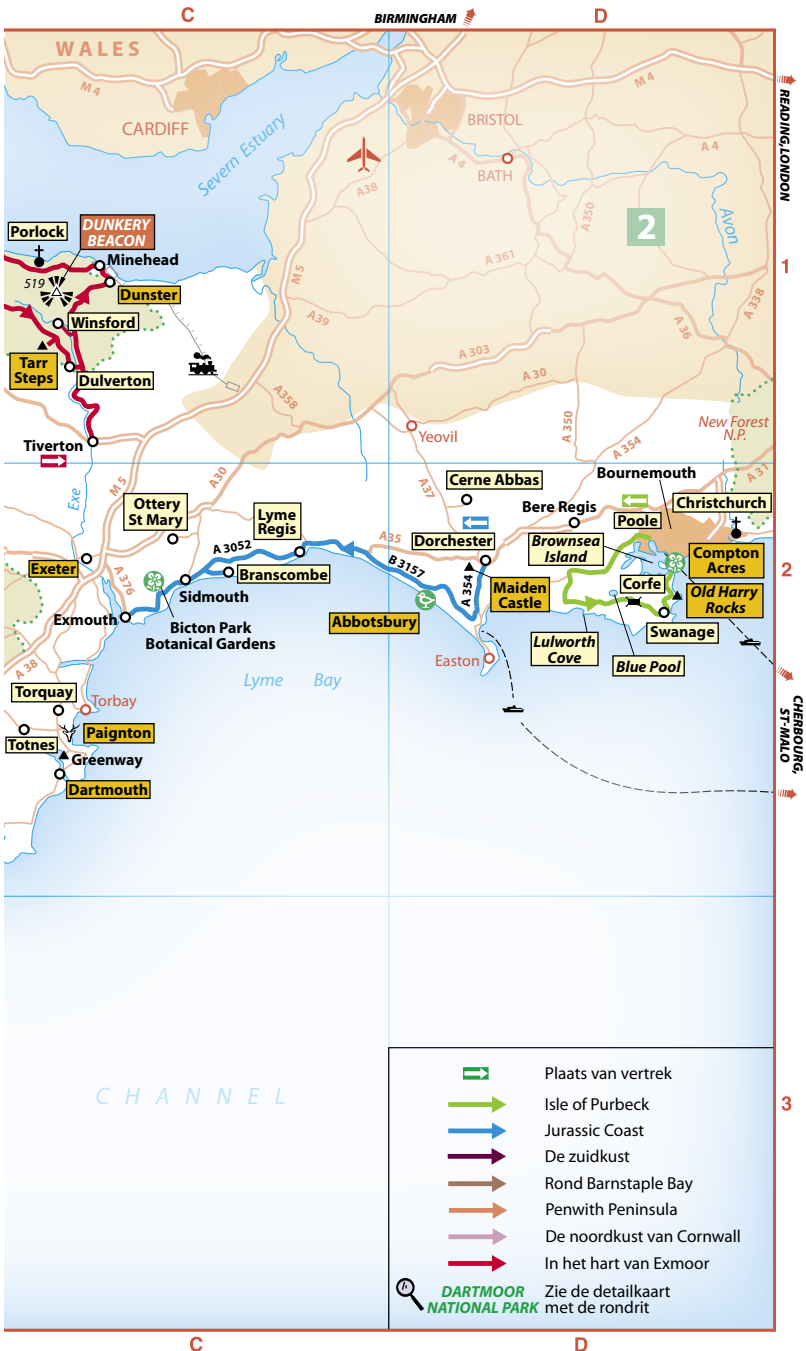 C
BIRMINGHAM
D
WALES
M 4
M 4
READING, LONDON
CARDIFF
BRISTOL
Severn Estuary
A 4
A 4
BATH
A 38
A 350
2
Avon
Porlock
DUNKERY
BEACON
Minehead
519
Dunster
M 5
A 361
1
A 338
Winsford
A 39
A 36
Tarr
Steps
Dulverton
A 303
A 30
A 358
A 350
A 354
New Forest
N.P.
Tiverton
Yeovil
M 5
A 30
A 37
Cerne Abbas
Bournemouth
A 31
Exe
Ottery
St Mary
Lyme
Regis
Bere Regis
Christchurch
Poole
A 3052
A 35
Dorchester
Brownsea
Island
Compton
Acres
Exeter
A 376
Branscombe
B 3157
A 354
Maiden
Castle
Corfe
Old Harry
Rocks
2
Sidmouth
Exmouth
Bicton Park
Botanical Gardens
Abbotsbury
Swanage
Lulworth
Cove
Blue Pool
Easton
A 38
Lyme Bay
Torquay
Torbay
CHERBOURG,
ST-MALO
Totnes
Paignton
Greenway
Dartmouth
CHANNEL
3
Plaats van vertrek
Isle of Purbeck
Jurassic Coast
De zuidkust
Rond Barnstaple Bay
Penwith Peninsula
De noordkust van Cornwall
In het hart van Exmoor
DARTMOOR
NATIONAL PARK
Zie de detailkaart
met de rondrit
C
D